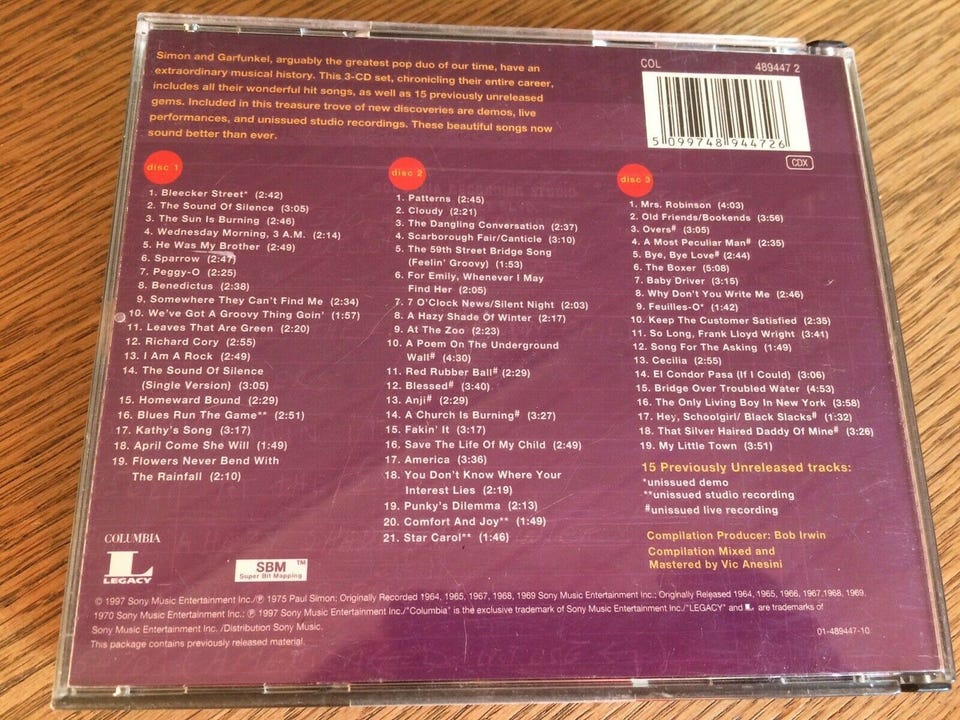 Simon and Garfunkel, arguably the greatest pop duo of our time, have an
extraordinary musical history. This 3-CD set, chronicling their entire career,
includes all their wonderful hit songs, as well as 15 previously unreleased
gems. Included in this treasure trove of new discoveries are demos, live
performances, and unissued studio recordings. These beautiful songs now
sound better than ever.
COL 489447 2
5 099748 944726
CDX
disc 1
1. Bleecker Street* (2:42)
2. The Sound Of Silence (3:05)
3. The Sun Is Burning (2:46)
4. Wednesday Morning, 3 A.M. (2:14)
5. He Was My Brother (2:49)
6. Sparrow (2:47)
7. Peggy-O (2:25)
8. Benedictus (2:38)
9. Somewhere They Can't Find Me (2:34)
10. We've Got A Groovy Thing Goin' (1:57)
11. Leaves That Are Green (2:20)
12. Richard Cory (2:55)
13. I Am A Rock (2:49)
14. The Sound Of Silence
(Single Version) (3:05)
15. Homeward Bound (2:29)
16. Blues Run The Game** (2:51)
17. Kathy's Song (3:17)
18. April Come She Will (1:49)
19. Flowers Never Bend With
The Rainfall (2:10)
disc 2
1. Patterns (2:45)
2. Cloudy (2:21)
3. The Dangling Conversation (2:37)
4. Scarborough Fair/Canticle (3:10)
5. The 59th Street Bridge Song
(Feelin' Groovy) (1:53)
6. For Emily, Whenever I May
Find Her (2:05)
7. 7 O'Clock News/Silent Night (2:03)
8. A Hazy Shade Of Winter (2:17)
9. At The Zoo (2:23)
10. A Poem On The Underground
Wall# (4:30)
11. Red Rubber Ball# (2:29)
12. Blessed# (3:40)
13. Anji# (2:29)
14. A Church Is Burning# (3:27)
15. Fakin' It (3:17)
16. Save The Life Of My Child (2:49)
17. America (3:36)
18. You Don't Know Where Your
Interest Lies (2:19)
19. Punky's Dilemma (2:13)
20. Comfort And Joy** (1:49)
21. Star Carol** (1:46)
disc 3
1. Mrs. Robinson (4:03)
2. Old Friends/Bookends (3:56)
3. Overs# (3:05)
4. A Most Peculiar Man# (2:35)
5. Bye, Bye Love# (2:44)
6. The Boxer (5:08)
7. Baby Driver (3:15)
8. Why Don't You Write Me (2:46)
9. Feuilles-O* (1:42)
10. Keep The Customer Satisfied (2:35)
11. So Long, Frank Lloyd Wright (3:41)
12. Song For The Asking (1:49)
13. Cecilia (2:55)
14. El Condor Pasa (If I Could) (3:06)
15. Bridge Over Troubled Water (4:53)
16. The Only Living Boy In New York (3:58)
17. Hey, Schoolgirl/ Black Slacks# (1:32)
18. That Silver Haired Daddy Of Mine# (3:26)
19. My Little Town (3:51)
15 Previously Unreleased tracks:
*unissued demo
**unissued studio recording
#unissued live recording
Compilation Producer: Bob Irwin
Compilation Mixed and
Mastered by Vic Anesini
COLUMBIA
L
LEGACY
SBM TM
Super Bit Mapping
© 1997 Sony Music Entertainment Inc./℗ 1975 Paul Simon; Originally Recorded 1964, 1965, 1967, 1968, 1969 Sony Music Entertainment Inc.; Originally Released 1964, 1965, 1966, 1967,1968, 1969,
1970 Sony Music Entertainment Inc.; ℗ 1997 Sony Music Entertainment Inc./"Columbia" is the exclusive trademark of Sony Music Entertainment Inc./"LEGACY" and L are trademarks of
Sony Music Entertainment Inc. /Distribution Sony Music.
This package contains previously released material.
01-489447-10